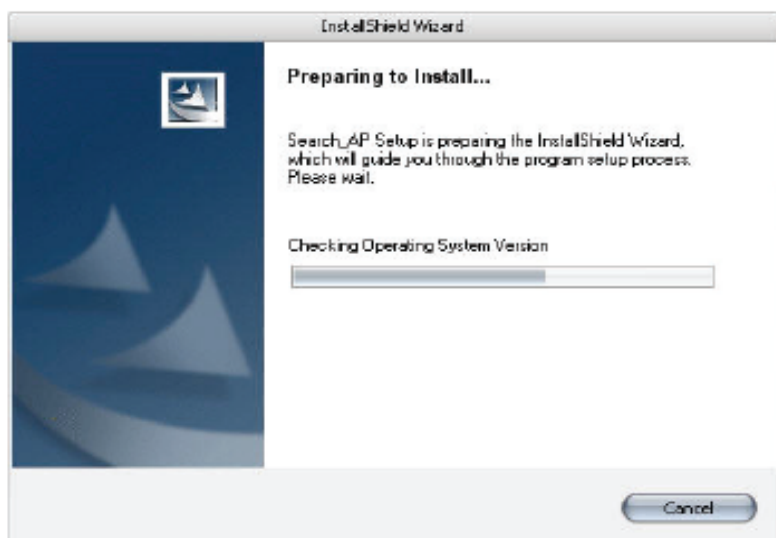 InstallShield Wizard
Preparing to Install...
Search_AP Setup is preparing the InstallShield Wizard,
which will guide you through the program setup process.
Please wait.
Checking Operating System Version
Cancel